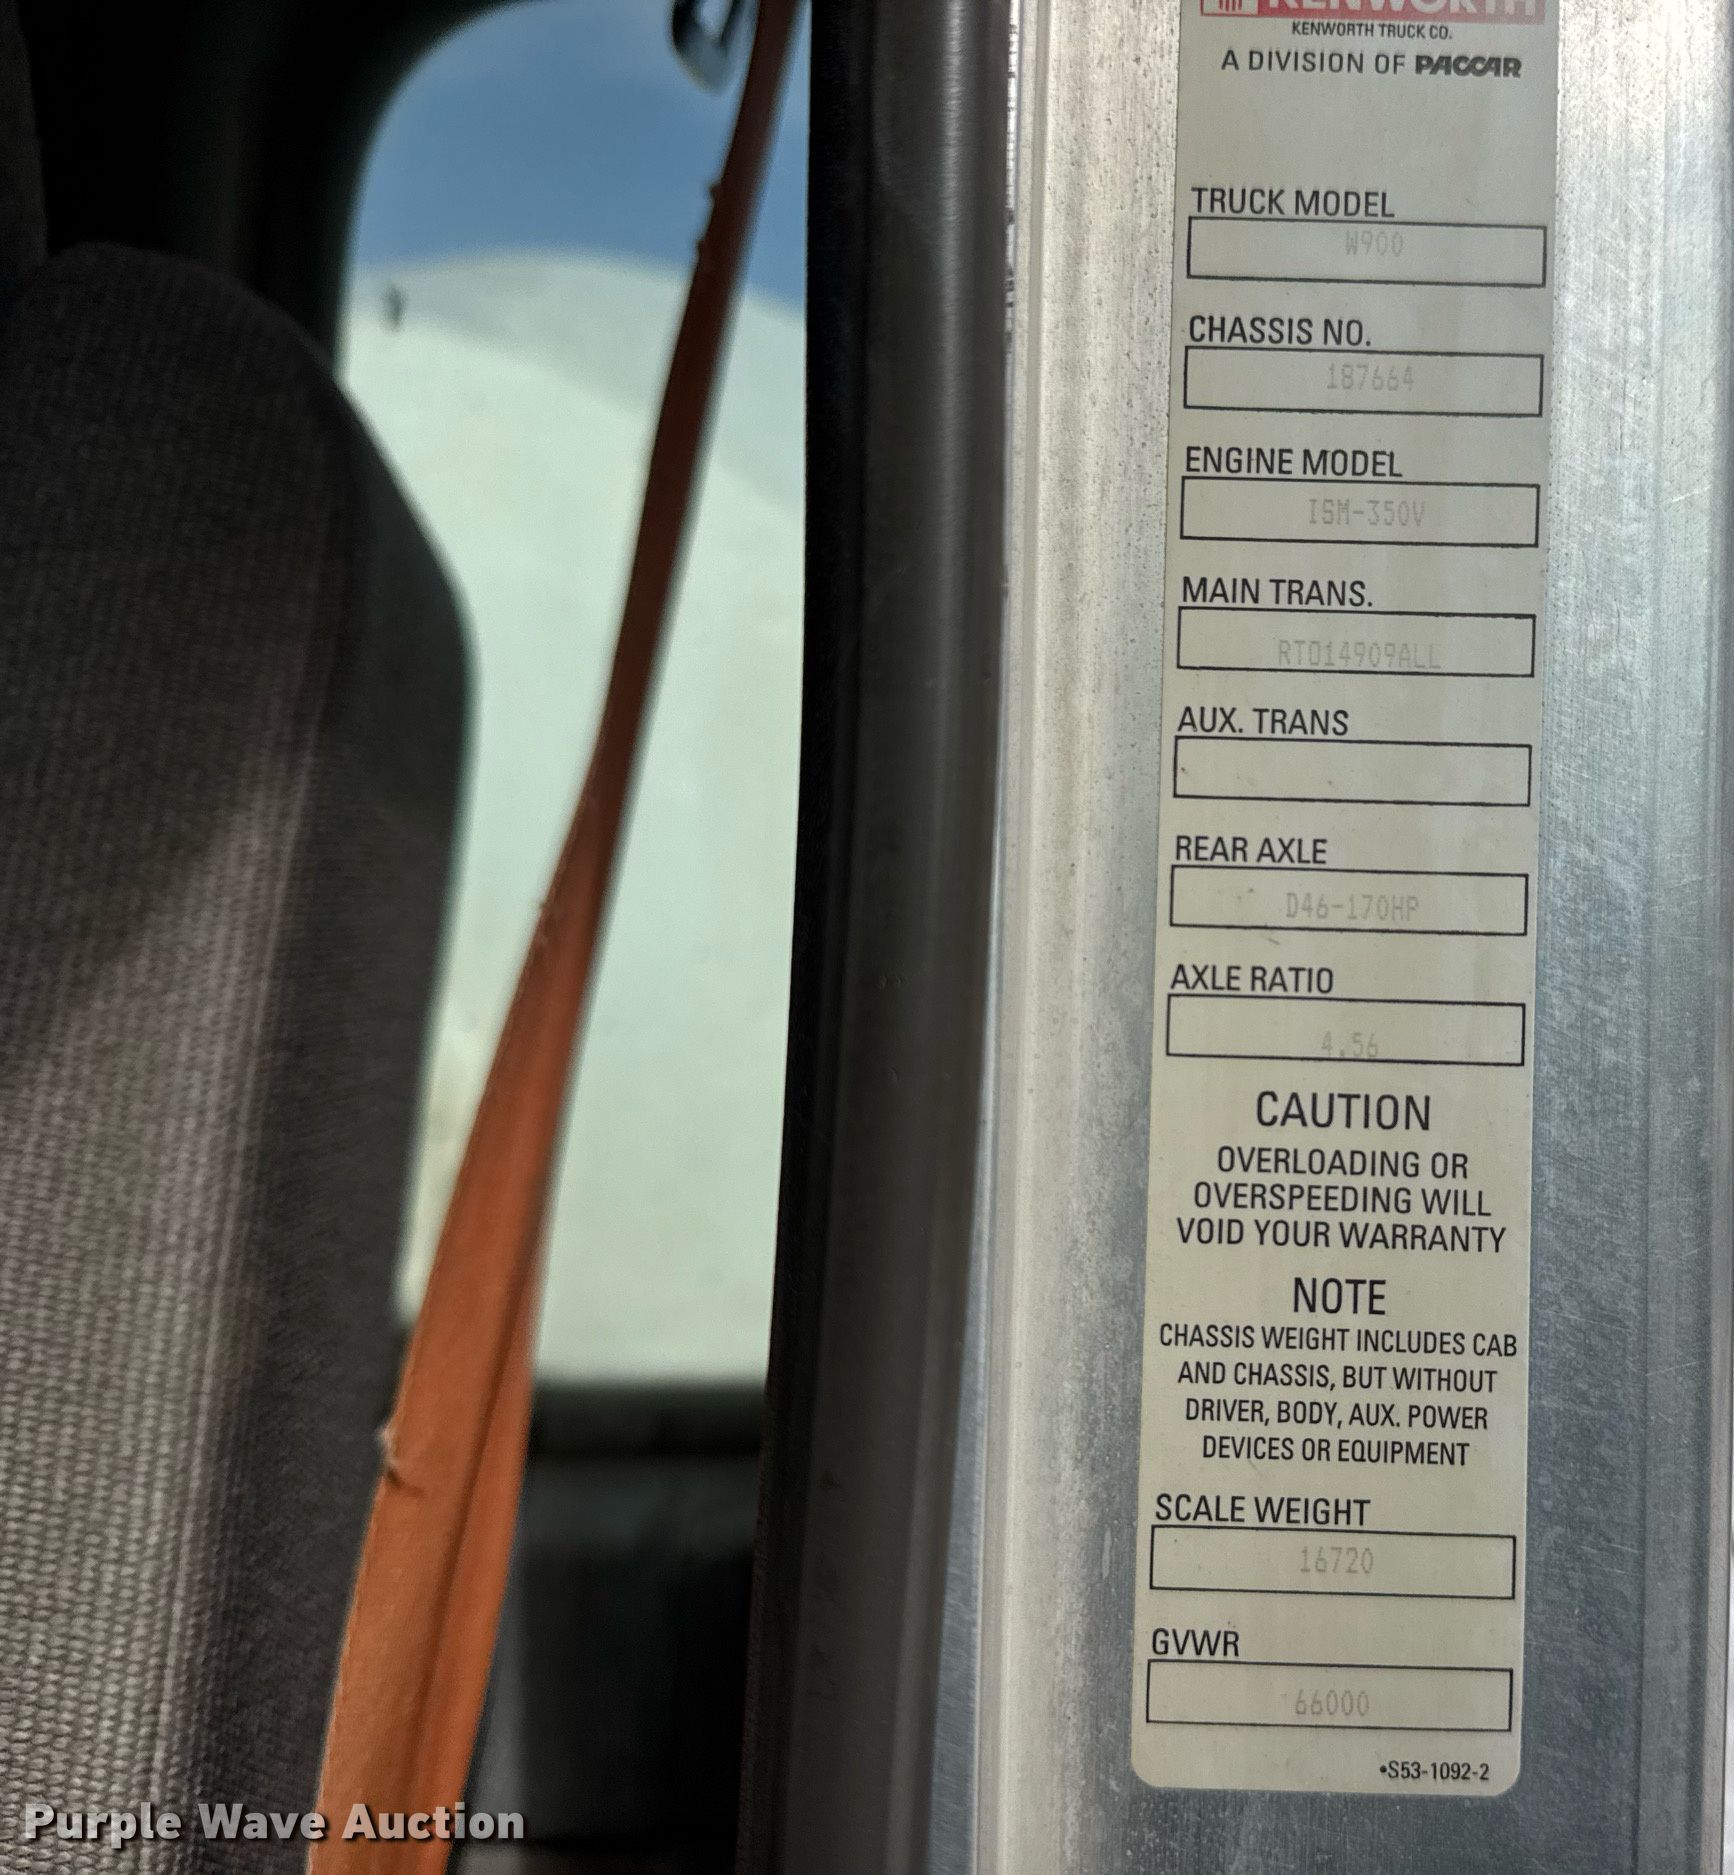 KENWORTH
KENWORTH TRUCK CO.
A DIVISION OF PACCAR
TRUCK MODEL
W900
CHASSIS NO.
187664
ENGINE MODEL
ISM-350V
MAIN TRANS.
RTO14909ALL
AUX. TRANS
REAR AXLE
D46-170HP
AXLE RATIO
4.56
CAUTION
OVERLOADING OR
OVERSPEEDING WILL
VOID YOUR WARRANTY
NOTE
CHASSIS WEIGHT INCLUDES CAB
AND CHASSIS, BUT WITHOUT
DRIVER, BODY, AUX. POWER
DEVICES OR EQUIPMENT
SCALE WEIGHT
16720
GVWR
66000
•S53-1092-2
Purple Wave Auction